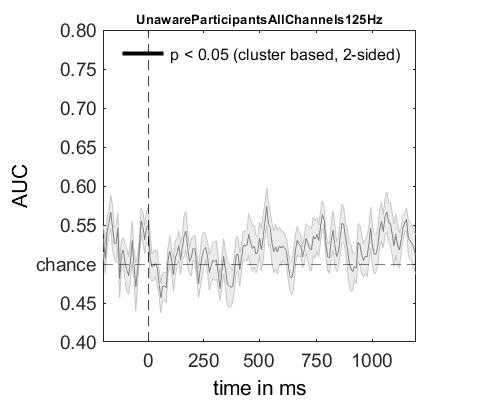 UnawareParticipantsAllChannels125Hz
0.80
p < 0.05 (cluster based, 2-sided)
0.75
0.70
0.65
0.60
AUC
0.55
chance
0.45
0.40
0 250 500 750 1000
time in ms